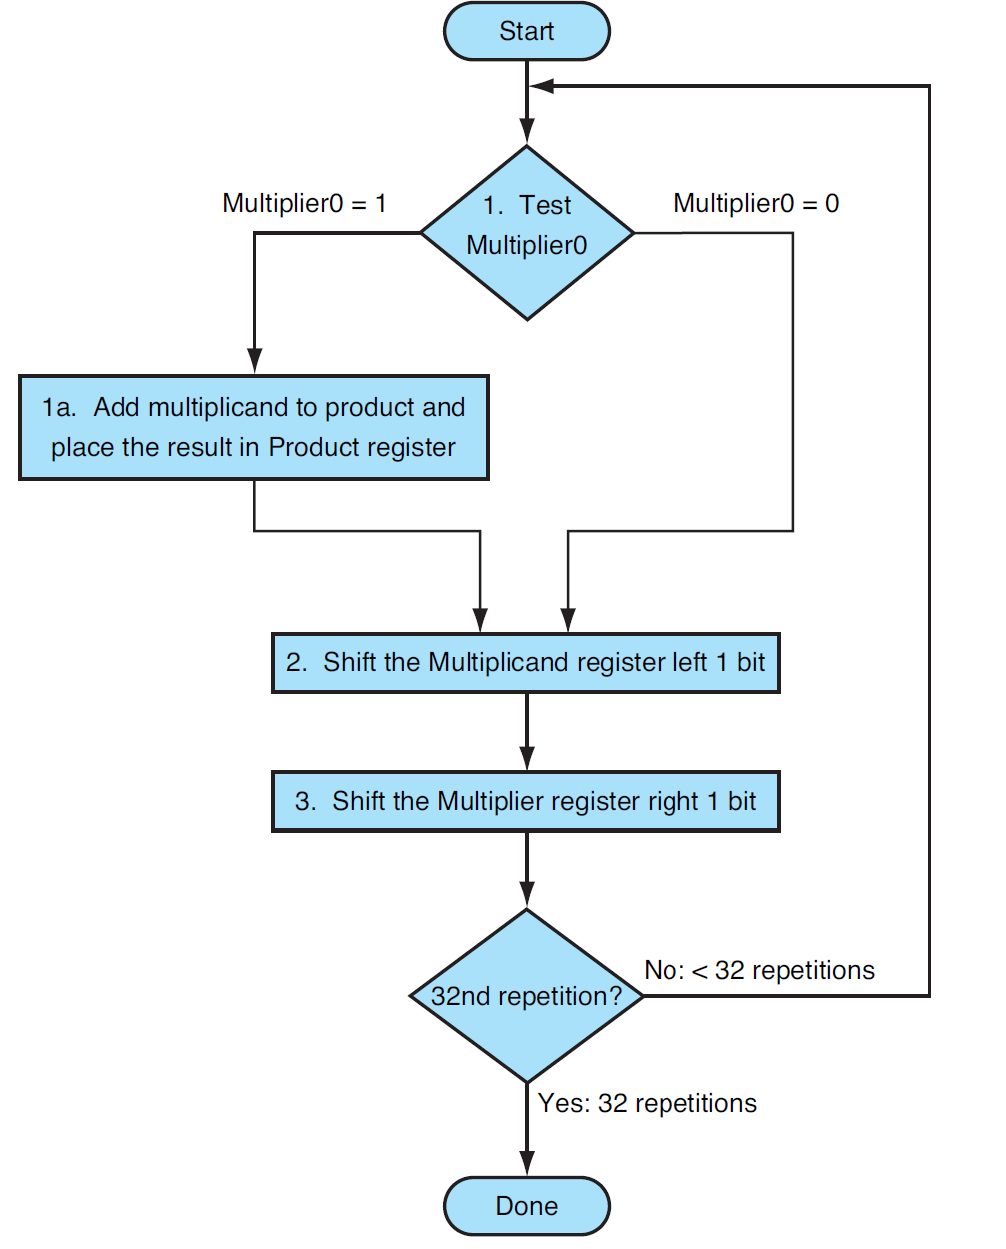 Start
Multiplier0 = 1
1. Test
Multiplier0
Multiplier0 = 0
1a. Add multiplicand to product and
place the result in Product register
2. Shift the Multiplicand register left 1 bit
3. Shift the Multiplier register right 1 bit
32nd repetition?
No: < 32 repetitions
Yes: 32 repetitions
Done